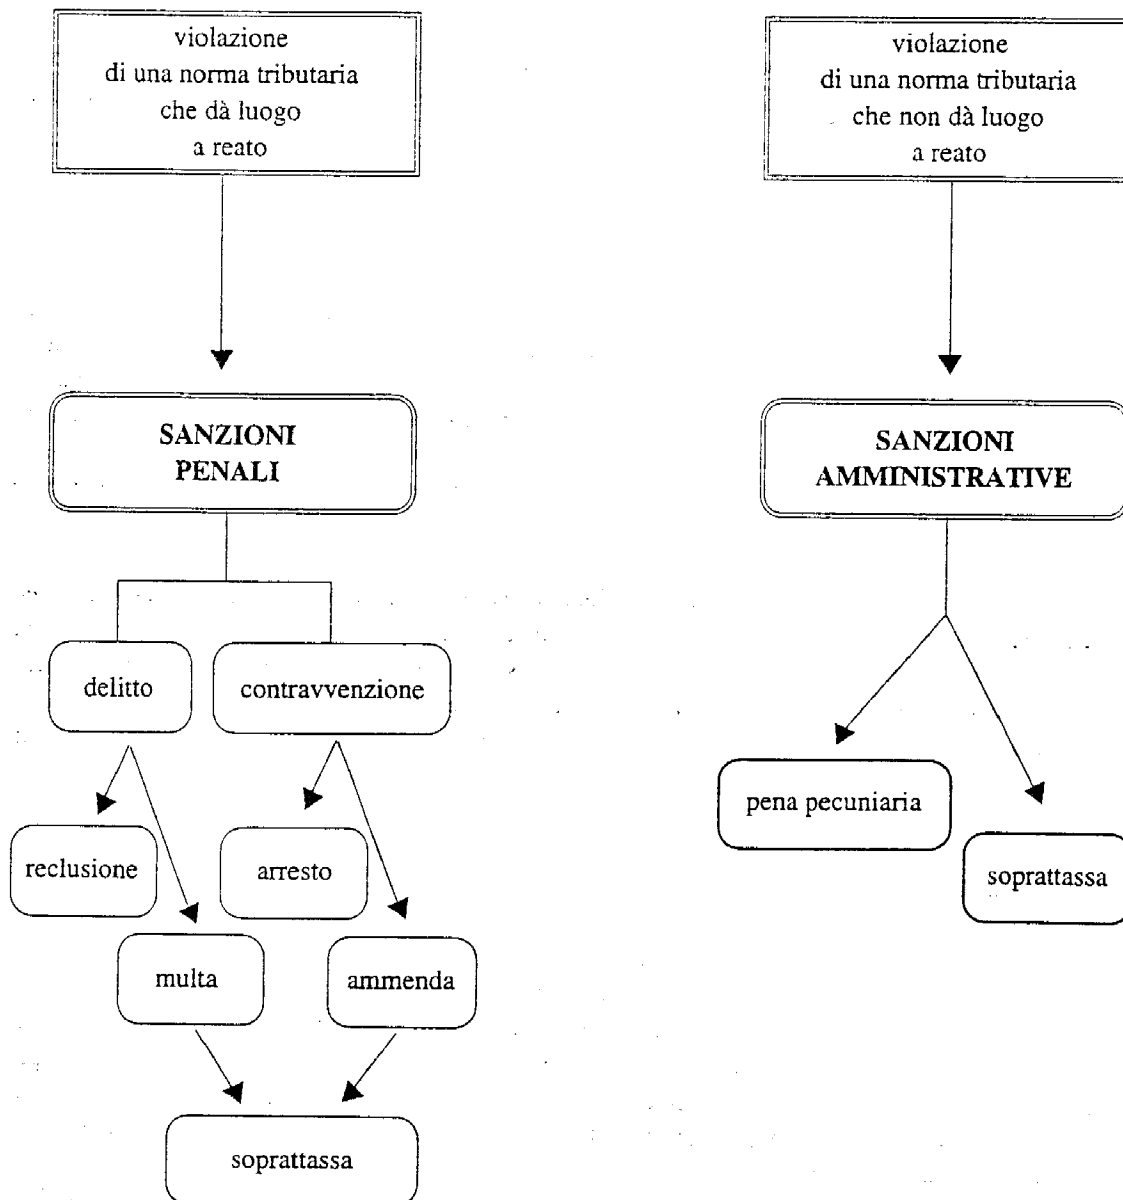 violazione
di una norma tributaria
che dà luogo
a reato
violazione
di una norma tributaria
che non dà luogo
a reato
SANZIONI
PENALI
SANZIONI
AMMINISTRATIVE
delitto
contravvenzione
pena pecuniaria
reclusione
arresto
soprattassa
multa
ammenda
soprattassa